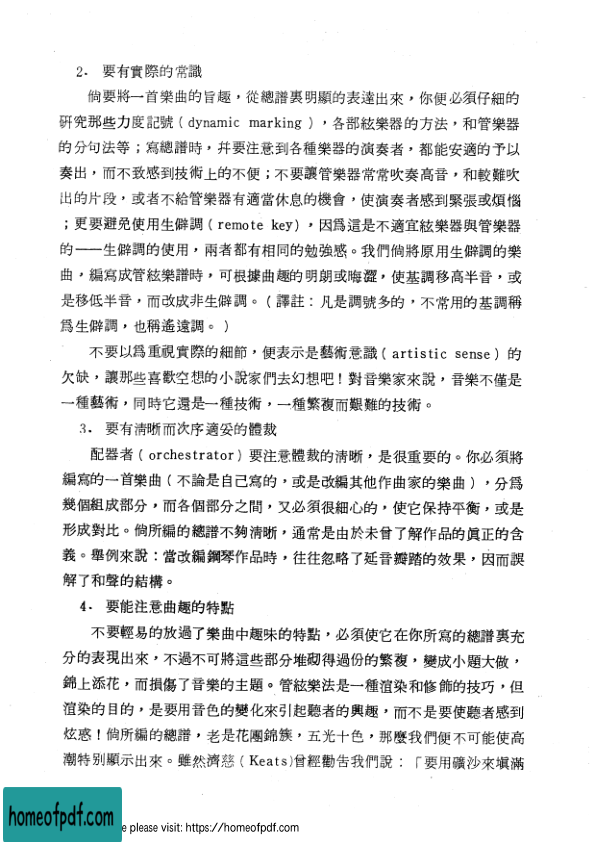 2. 要有實際的常識
倘要將一首樂曲的旨趣，從總譜裏明顯的表達出來，你便必須仔細的
硏究那些力度記號（dynamic marking），各部絃樂器的方法，和管樂器
的分句法等；寫總譜時，幷要注意到各種樂器的演奏者，都能安適的予以
奏出，而不致感到技術上的不便；不要讓管樂器常常吹奏高音，和較難吹
出的片段，或者不給管樂器有適當休息的機會，使演奏者感到緊張或煩惱
；更要避免使用生僻調（remote key），因爲這是不適宜絃樂器與管樂器
的——生僻調的使用，兩者都有相同的勉強感。我們倘將原用生僻調的樂
曲，編寫成管絃樂譜時，可根據曲趣的明朗或晦澀，使基調移高半音，或
是移低半音，而改成非生僻調。（譯註：凡是調號多的，不常用的基調稱
爲生僻調，也稱遙遠調。）
不要以爲重視實際的細節，便表示是藝術意識（artistic sense）的
欠缺，讓那些喜歡空想的小說家們去幻想吧！對音樂家來說，音樂不僅是
一種藝術，同時它還是一種技術，一種繁複而艱難的技術。
3. 要有清晰而次序適妥的體裁
配器者（orchestrator）要注意體裁的淸晰，是很重要的。你必須將
編寫的一首樂曲（不論是自己寫的，或是改編其他作曲家的樂曲），分爲
幾個組成部分，而各個部分之間，又必須很細心的，使它保持平衡，或是
形成對比。倘所編的總譜不夠淸晰，通常是由於未曾了解作品的眞正的含
義。舉例來說：當改編鋼琴作品時，往往忽略了延音瓣踏的效果，因而誤
解了和聲的結構。
4. 要能注意曲趣的特點
不要輕易的放過了樂曲中趣味的特點，必須使它在你所寫的總譜裏充
分的表現出來，不過不可將這些部分堆砌得過份的繁複，變成小題大做，
錦上添花，而損傷了音樂的主題。管絃樂法是一種渲染和修飾的技巧，但
渲染的目的，是要用音色的變化來引起聽者的興趣，而不是要使聽者感到
炫惑！倘所編的總譜，老是花團錦簇，五光十色，那麼我們便不可能使高
潮特別顯示出來。雖然濟慈（Keats)曾經勸告我們說：「要用礦沙來塡滿
homeofpdf.com
e please visit: https://homeofpdf.com